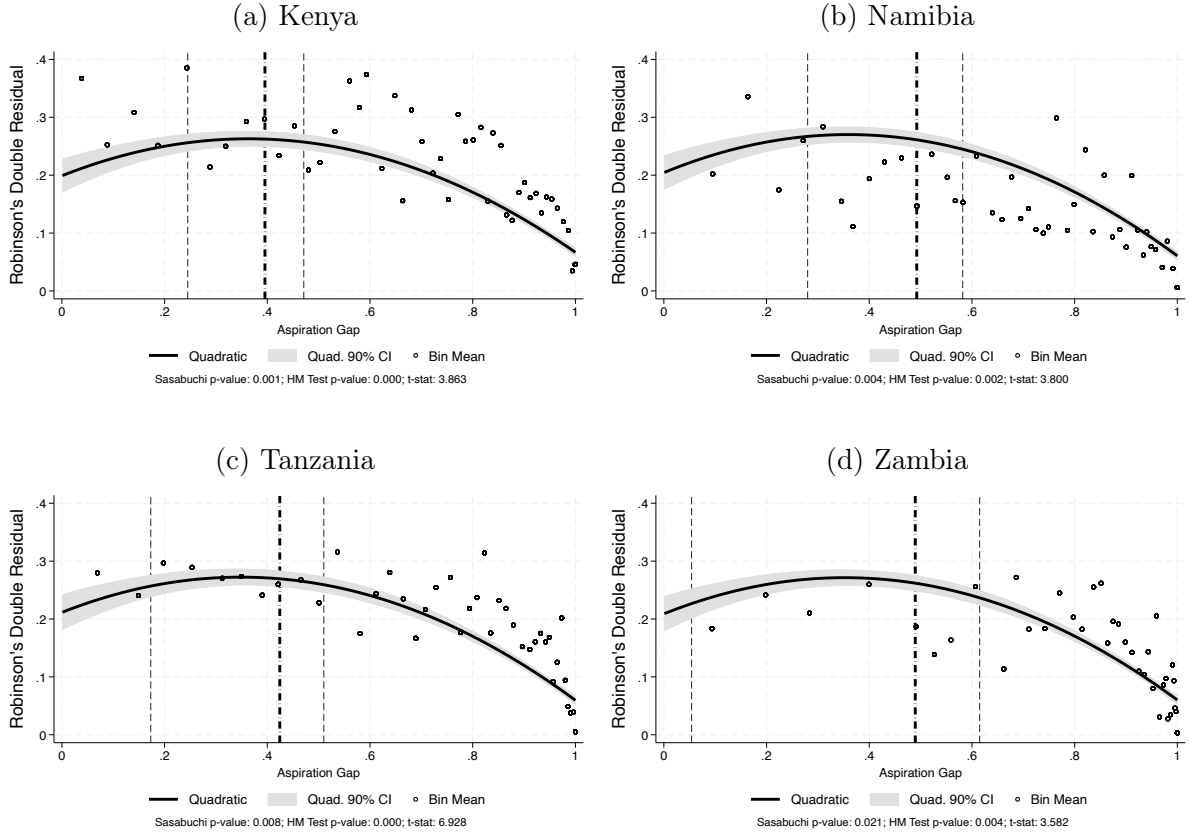 (a) Kenya
Robinson's Double Residual
.4
.3
.2
.1
0
0 .2 .4 .6 .8 1
Aspiration Gap
Quadratic Quad. 90% CI Bin Mean
Sasabuchi p-value: 0.001; HM Test p-value: 0.000; t-stat: 3.863
(b) Namibia
Robinson's Double Residual
.4
.3
.2
.1
0
0 .2 .4 .6 .8 1
Aspiration Gap
Quadratic Quad. 90% CI Bin Mean
Sasabuchi p-value: 0.004; HM Test p-value: 0.002; t-stat: 3.800
(c) Tanzania
Robinson's Double Residual
.4
.3
.2
.1
0
0 .2 .4 .6 .8 1
Aspiration Gap
Quadratic Quad. 90% CI Bin Mean
Sasabuchi p-value: 0.008; HM Test p-value: 0.000; t-stat: 6.928
(d) Zambia
Robinson's Double Residual
.4
.3
.2
.1
0
0 .2 .4 .6 .8 1
Aspiration Gap
Quadratic Quad. 90% CI Bin Mean
Sasabuchi p-value: 0.021; HM Test p-value: 0.004; t-stat: 3.582